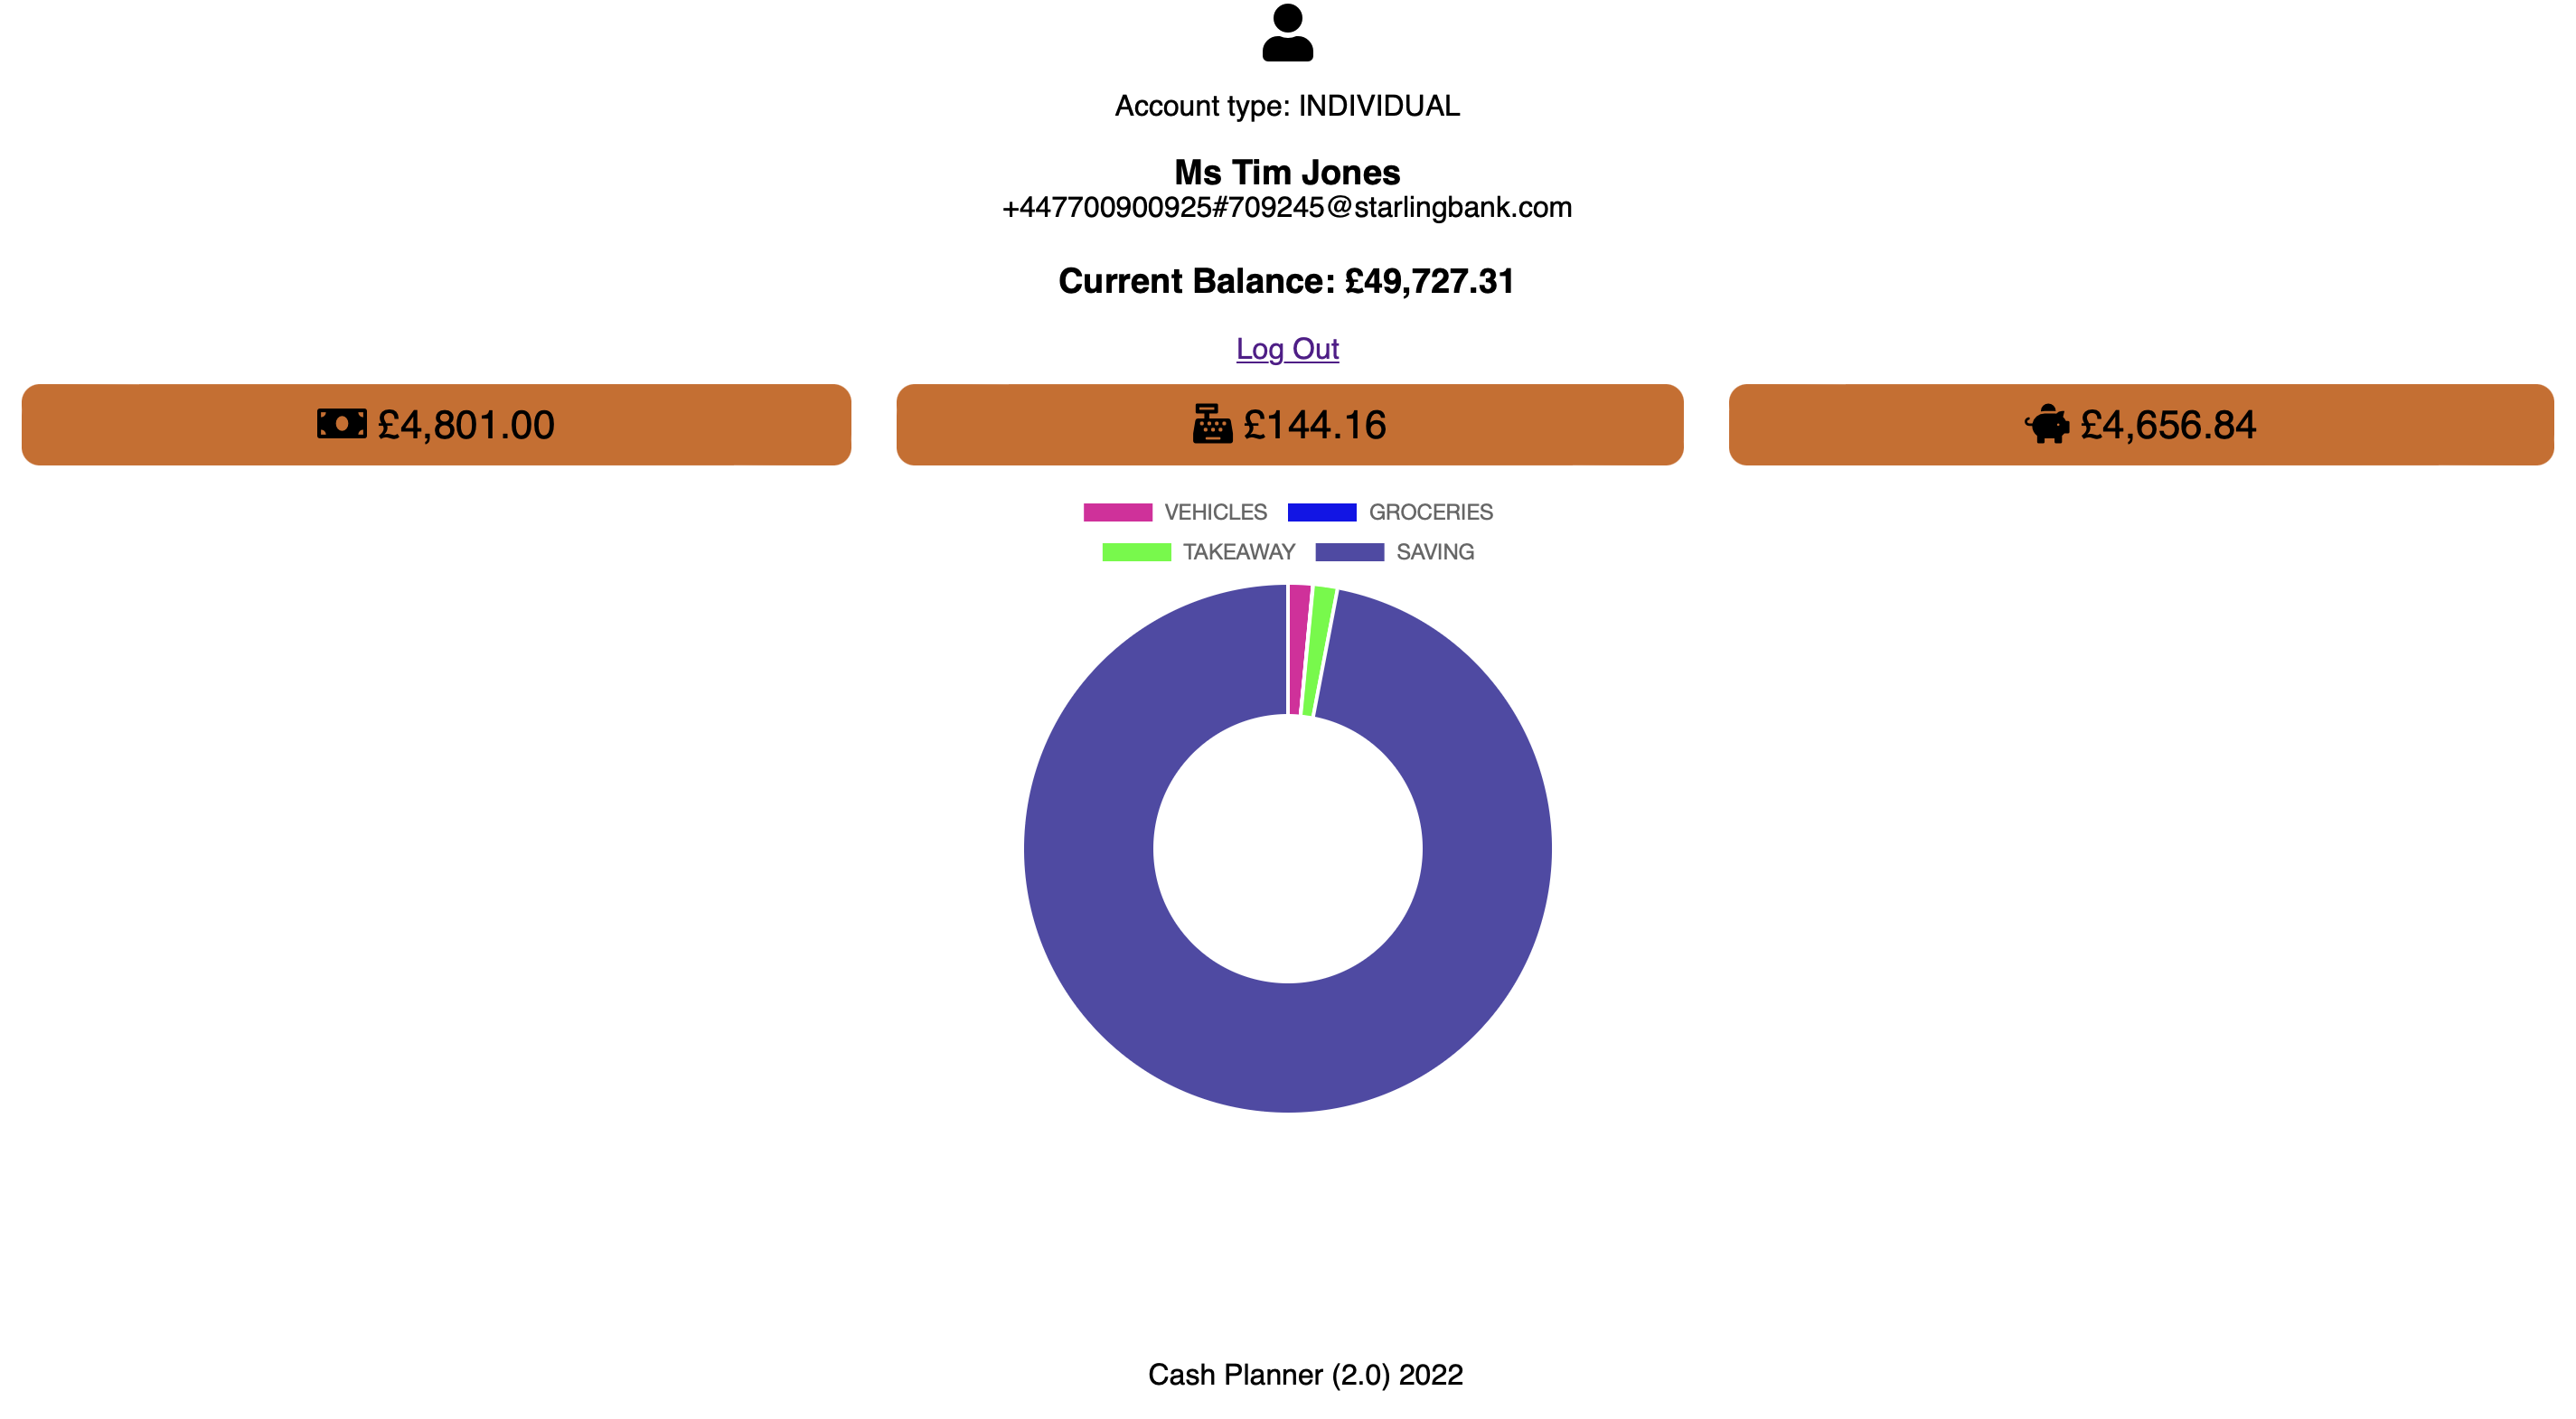 Account type: INDIVIDUAL
Ms Tim Jones
+447700900925#709245@starlingbank.com
Current Balance: £49,727.31
Log Out
£4,801.00
£144.16
£4,656.84
VEHICLES GROCERIES
TAKEAWAY SAVING
Cash Planner (2.0) 2022